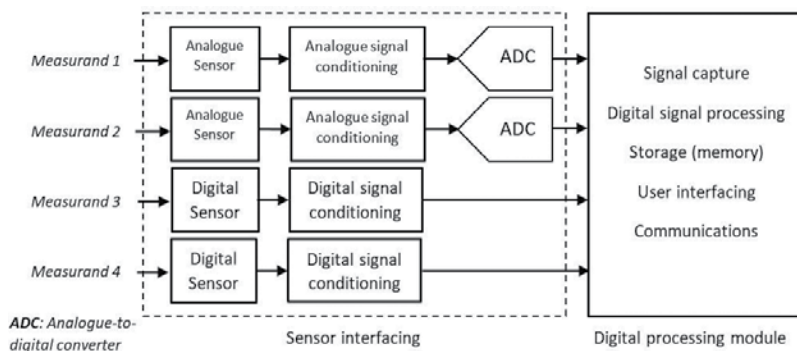 Measurand 1
Analogue
Sensor
Analogue signal
conditioning
ADC
Measurand 2
Analogue
Sensor
Analogue signal
conditioning
ADC
Measurand 3
Digital
Sensor
Digital signal
conditioning
Measurand 4
Digital
Sensor
Digital signal
conditioning
Signal capture
Digital signal processing
Storage (memory)
User interfacing
Communications
ADC: Analogue-to-
digital converter
Sensor interfacing
Digital processing module